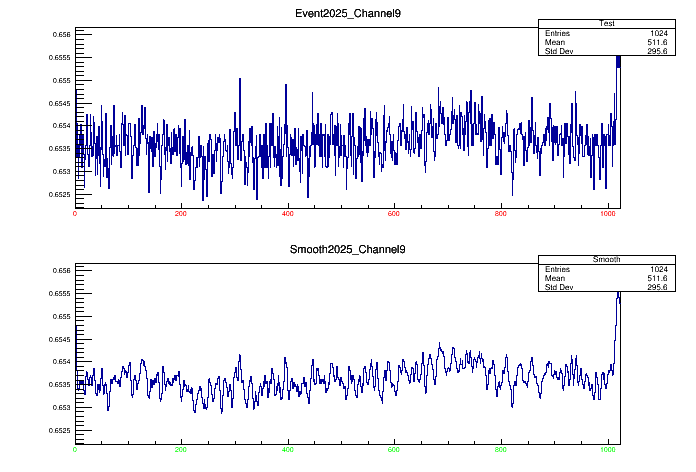 Event2025_Channel9
Test
Entries 1024
Mean 511.6
Std Dev 295.6
0.656
0.6555
0.655
0.6545
0.654
0.6535
0.653
0.6525
0 200 400 600 800 1000
Smooth2025_Channel9
Smooth
Entries 1024
Mean 511.6
Std Dev 295.6
0.656
0.6555
0.655
0.6545
0.654
0.6535
0.653
0.6525
0 200 400 600 800 1000